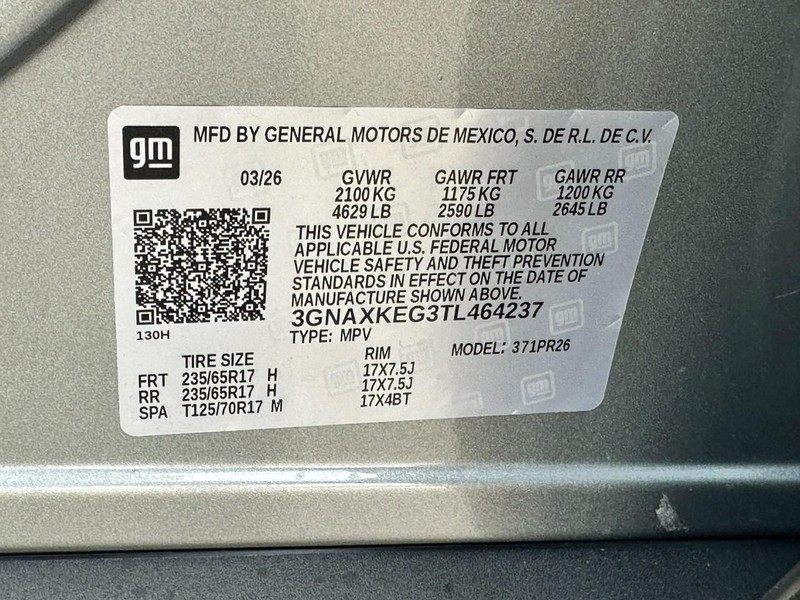 gm
MFD BY GENERAL MOTORS DE MEXICO, S. DE R.L. DE C.V.
03/26 GVWR GAWR FRT GAWR RR
2100 KG 1175 KG 1200 KG
4629 LB 2590 LB 2645 LB
THIS VEHICLE CONFORMS TO ALL
APPLICABLE U.S. FEDERAL MOTOR
VEHICLE SAFETY AND THEFT PREVENTION
STANDARDS IN EFFECT ON THE DATE OF
MANUFACTURE SHOWN ABOVE.
3GNAXKEG3TL464237
130H
TYPE: MPV MODEL: 371PR26
TIRE SIZE RIM
FRT 235/65R17 H 17X7.5J
RR 235/65R17 H 17X7.5J
SPA T125/70R17 M 17X4BT